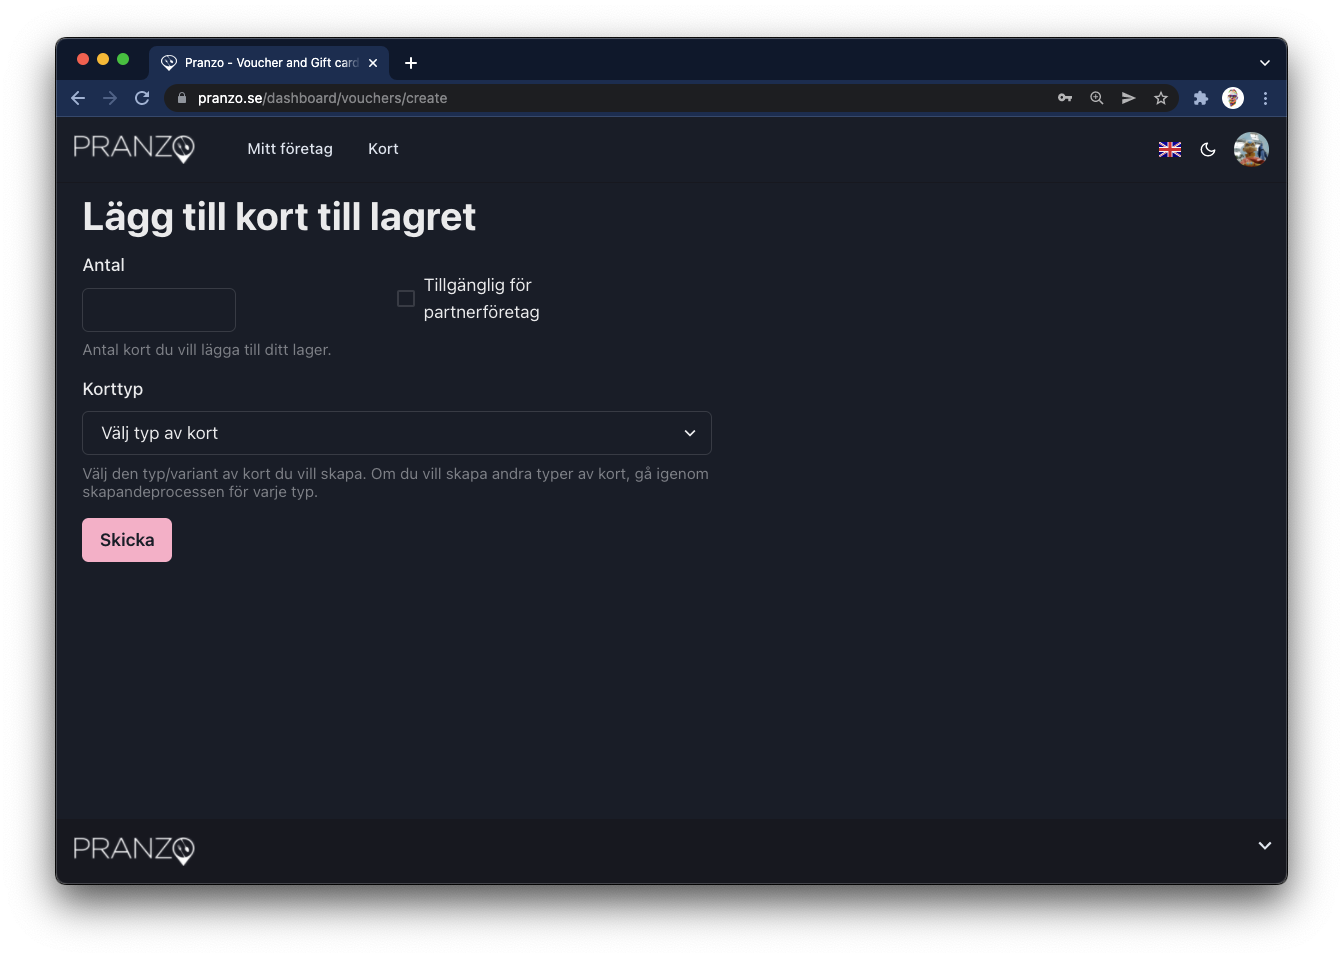 Pranzo - Voucher and Gift card
pranzo.se/dashboard/vouchers/create
PRANZO
Mitt företag
Kort
Lägg till kort till lagret
Antal
Tillgänglig för
partnerföretag
Antal kort du vill lägga till ditt lager.
Korttyp
Välj typ av kort
Välj den typ/variant av kort du vill skapa. Om du vill skapa andra typer av kort, gå igenom
skapandeprocessen för varje typ.
Skicka
PRANZO